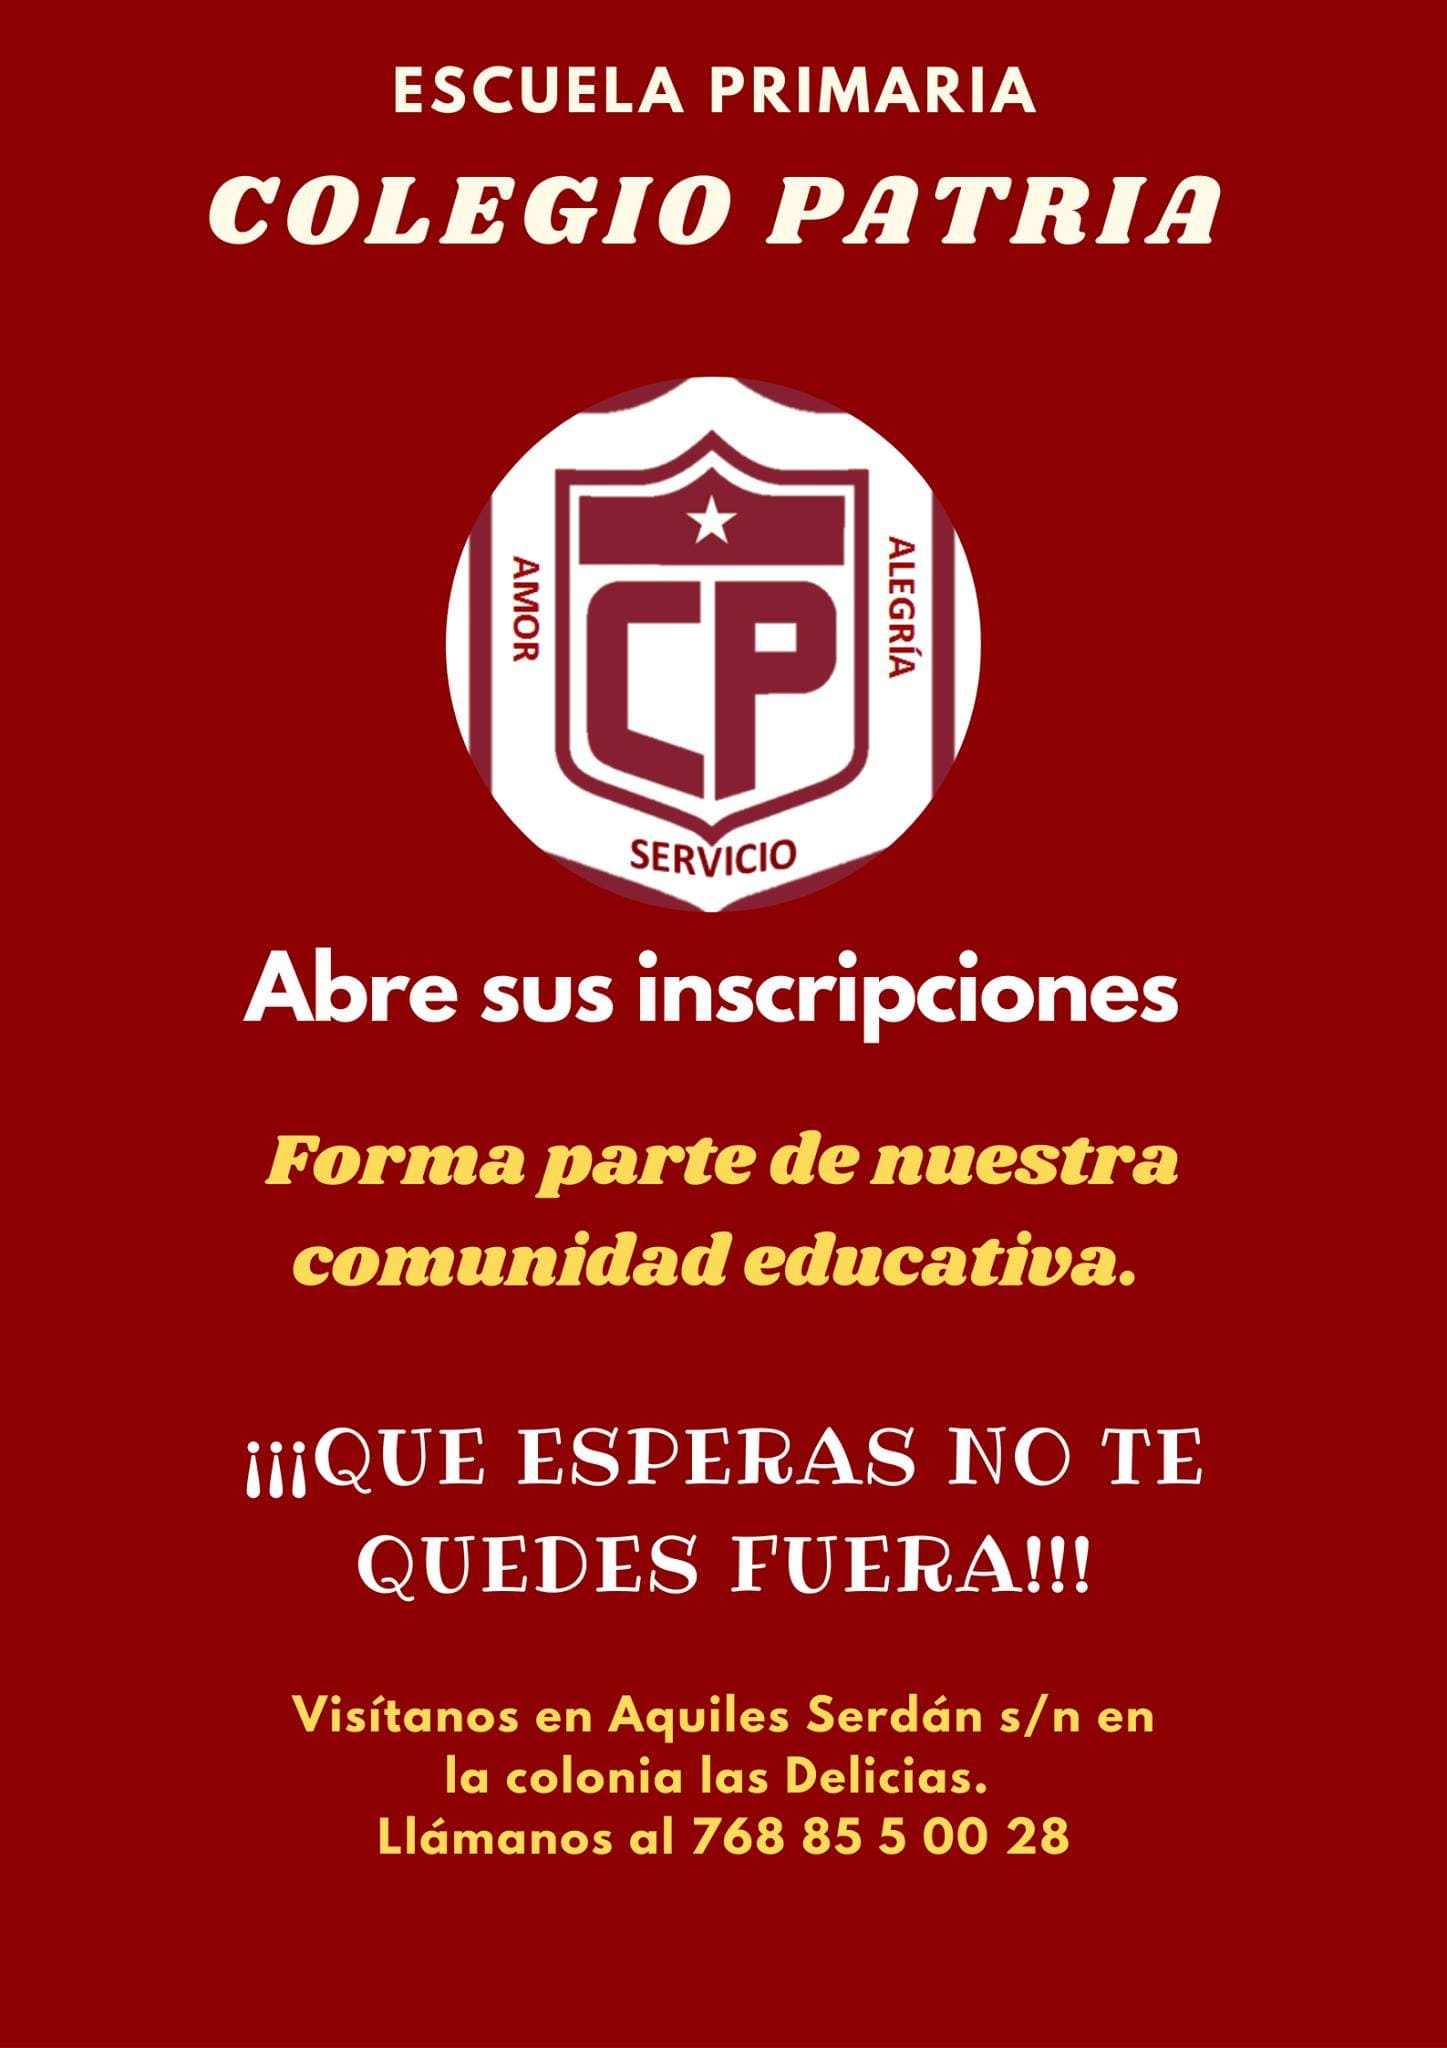 ESCUELA PRIMARIA
COLEGIO PATRIA
AMOR
ALEGRÍA
CP
SERVICIO
Abre sus inscripciones
Forma parte de nuestra
comunidad educativa.
¡¡¡QUE ESPERAS NO TE
QUEDES FUERA!!!
Visítanos en Aquiles Serdán s/n en
la colonia las Delicias.
Llámanos al 768 85 5 00 28